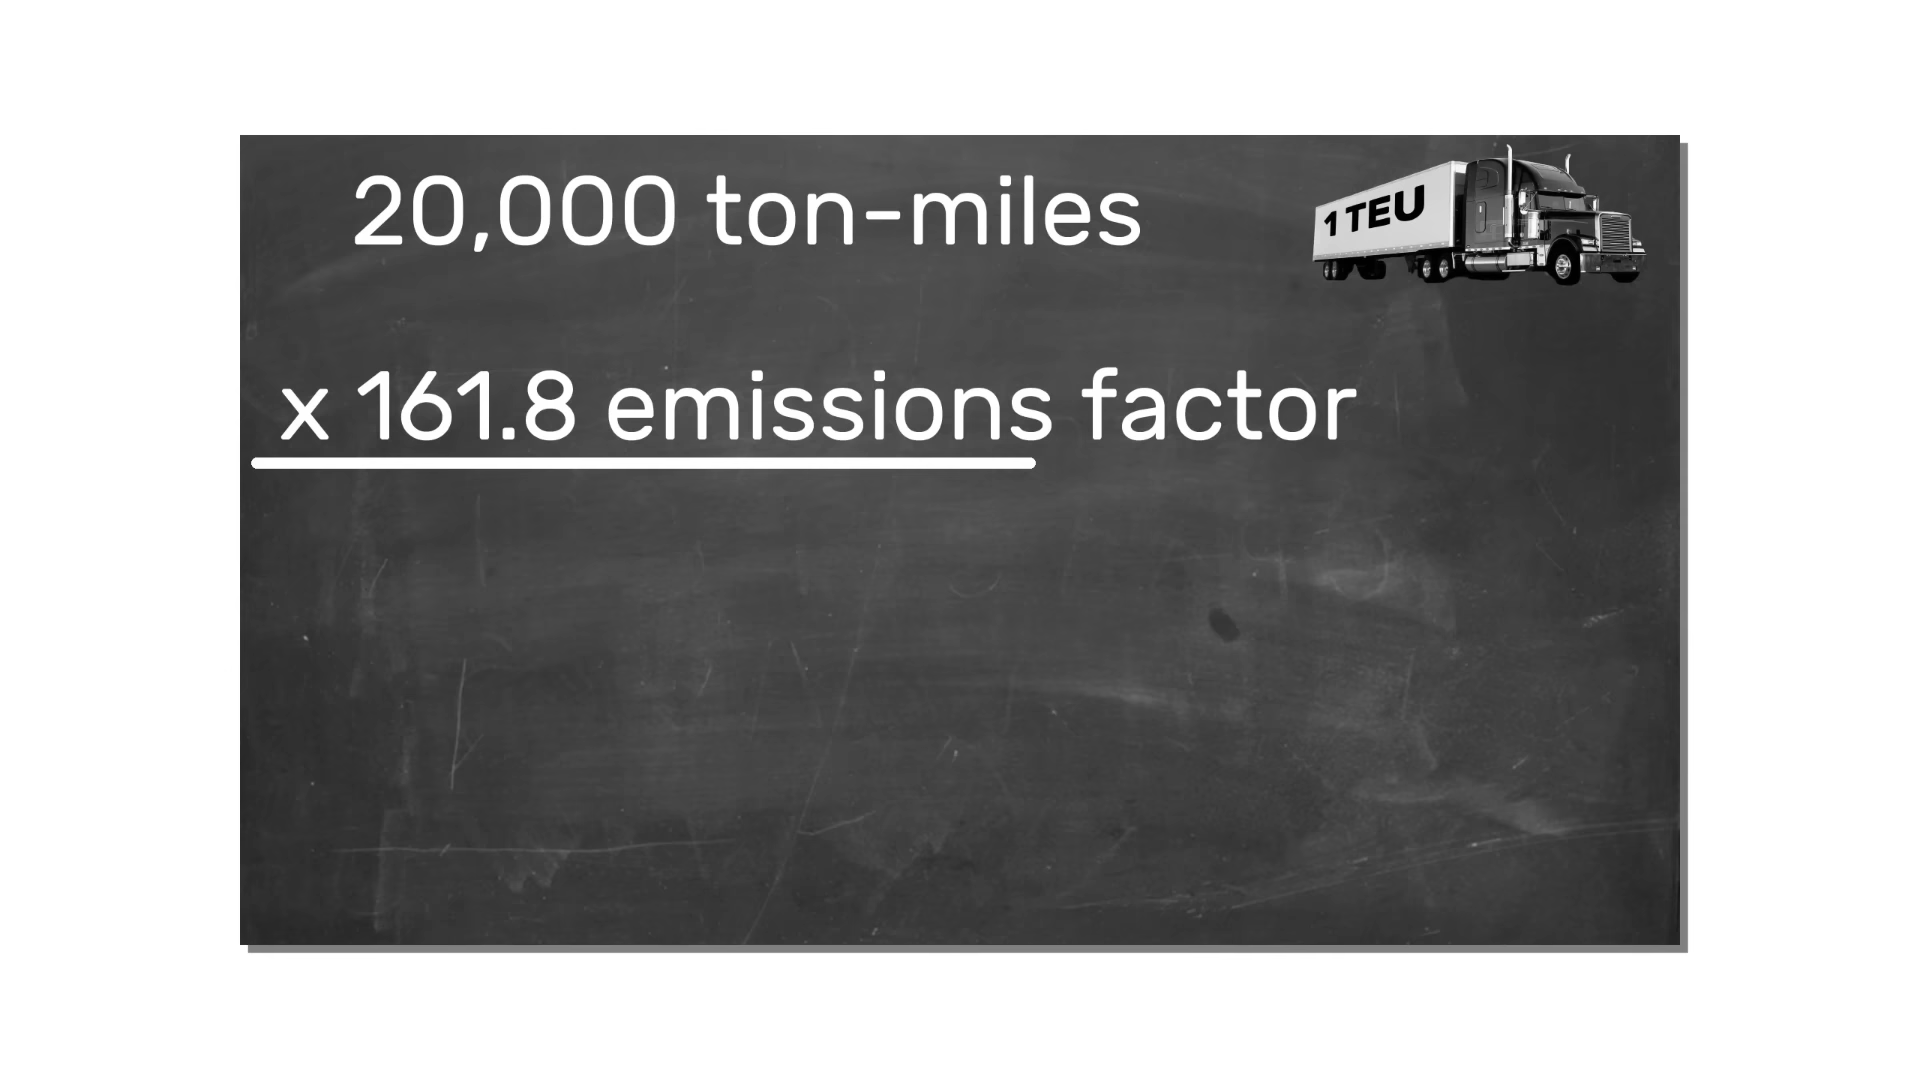 20,000 ton-miles
1 TEU
x 161.8 emissions factor